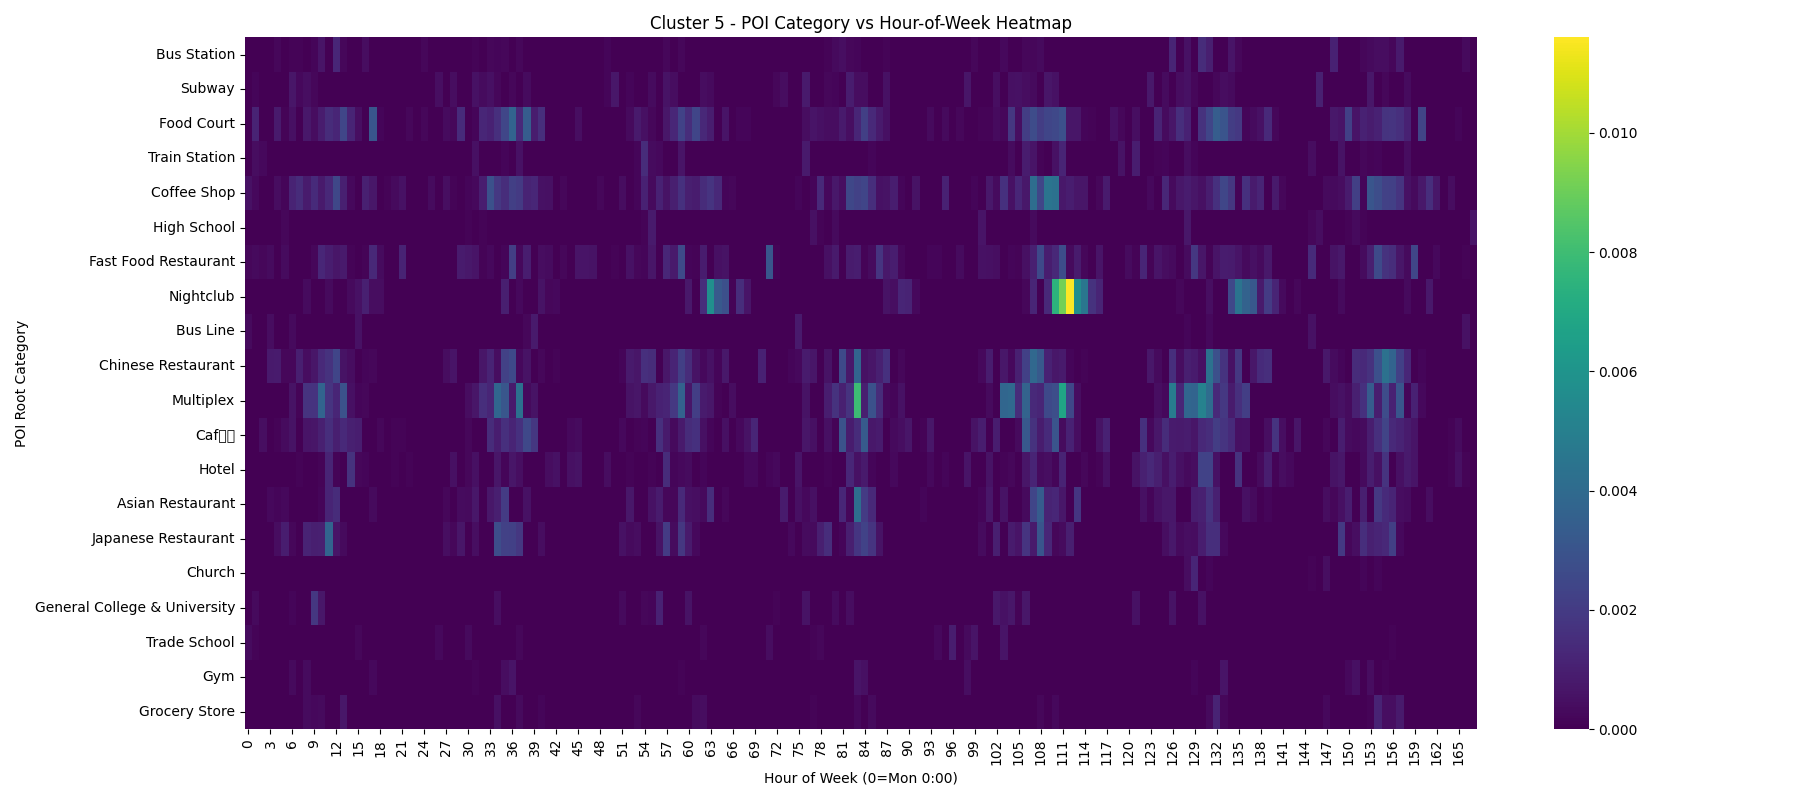 Cluster 5 - POI Category vs Hour-of-Week Heatmap
POI Root Category
Bus Station
Subway
Food Court
Train Station
Coffee Shop
High School
Fast Food Restaurant
Nightclub
Bus Line
Chinese Restaurant
Multiplex
Caf▯▯
Hotel
Asian Restaurant
Japanese Restaurant
Church
General College & University
Trade School
Gym
Grocery Store
0 3 6 9 12 15 18 21 24 27 30 33 36 39 42 45 48 51 54 57 60 63 66 69 72 75 78 81 84 87 90 93 96 99 102 105 108 111 114 117 120 123 126 129 132 135 138 141 144 147 150 153 156 159 162 165
Hour of Week (0=Mon 0:00)
0.010
0.008
0.006
0.004
0.002
0.000